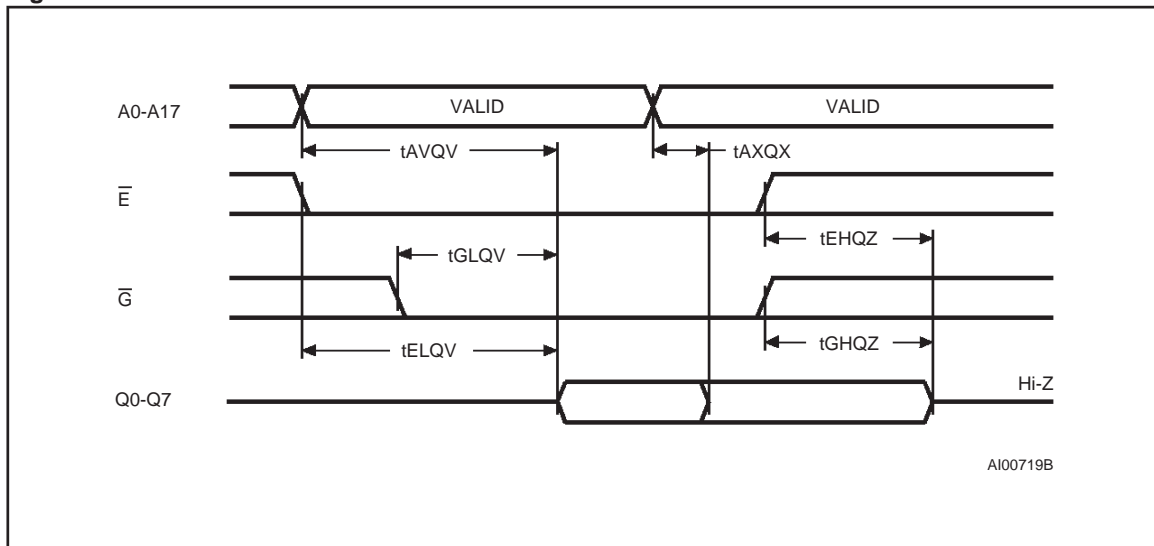 A0-A17
VALID
VALID
tAVQV
tAXQX
E̅
tEHQZ
tGLQV
G̅
tGHQZ
tELQV
Q0-Q7
Hi-Z
AI00719B